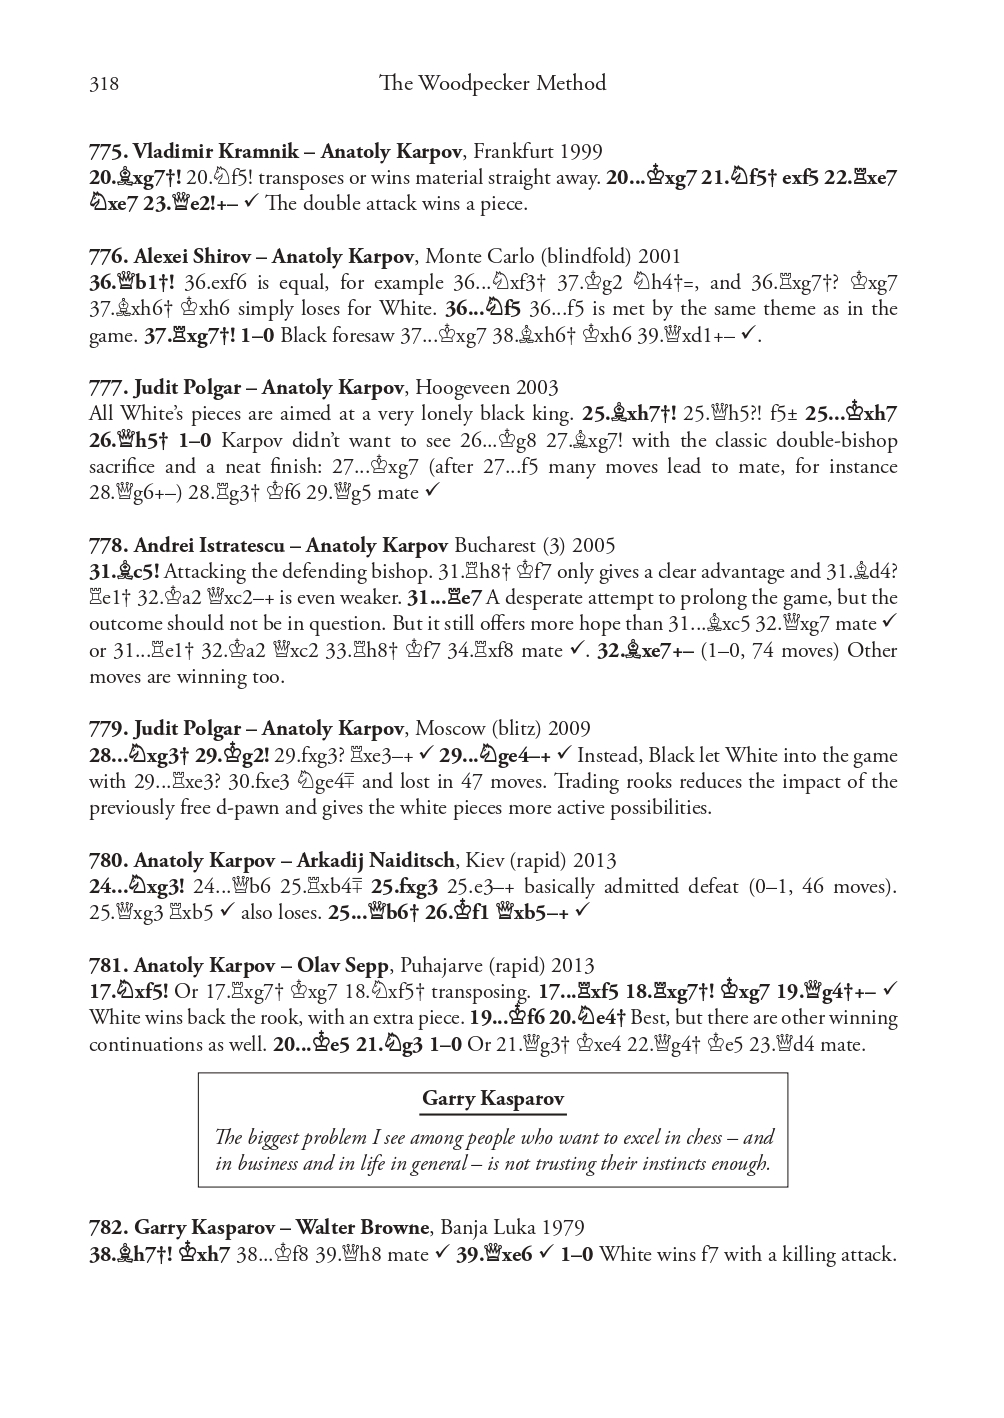 318 The Woodpecker Method
775. Vladimir Kramnik – Anatoly Karpov, Frankfurt 1999
20.♗xg7†! 20.♘f5! transposes or wins material straight away. 20...♔xg7 21.♘f5† exf5 22.♖xe7
♘xe7 23.♕e2!+– ✓ The double attack wins a piece.
776. Alexei Shirov – Anatoly Karpov, Monte Carlo (blindfold) 2001
36.♕b1†! 36.exf6 is equal, for example 36...♘xf3† 37.♔g2 ♘h4†=, and 36.♖xg7†? ♔xg7
37.♗xh6† ♔xh6 simply loses for White. 36...♘f5 36...f5 is met by the same theme as in the
game. 37.♖xg7†! 1–0 Black foresaw 37...♔xg7 38.♗xh6† ♔xh6 39.♕xd1+– ✓.
777. Judit Polgar – Anatoly Karpov, Hoogeveen 2003
All White’s pieces are aimed at a very lonely black king. 25.♗xh7†! 25.♕h5?! f5± 25...♔xh7
26.♕h5† 1–0 Karpov didn’t want to see 26...♔g8 27.♗xg7! with the classic double-bishop
sacrifice and a neat finish: 27...♔xg7 (after 27...f5 many moves lead to mate, for instance
28.♕g6+–) 28.♖g3† ♔f6 29.♕g5 mate ✓
778. Andrei Istratescu – Anatoly Karpov Bucharest (3) 2005
31.♗c5! Attacking the defending bishop. 31.♖h8† ♔f7 only gives a clear advantage and 31.♗d4?
♖e1† 32.♔a2 ♕xc2–+ is even weaker. 31...♖e7 A desperate attempt to prolong the game, but the
outcome should not be in question. But it still offers more hope than 31...♗xc5 32.♕xg7 mate ✓
or 31...♖e1† 32.♔a2 ♕xc2 33.♖h8† ♔f7 34.♖xf8 mate ✓. 32.♗xe7+– (1–0, 74 moves) Other
moves are winning too.
779. Judit Polgar – Anatoly Karpov, Moscow (blitz) 2009
28...♘xg3† 29.♔g2! 29.fxg3? ♖xe3–+ ✓ 29...♘ge4–+ ✓ Instead, Black let White into the game
with 29...♖xe3? 30.fxe3 ♘ge4∓ and lost in 47 moves. Trading rooks reduces the impact of the
previously free d-pawn and gives the white pieces more active possibilities.
780. Anatoly Karpov – Arkadij Naiditsch, Kiev (rapid) 2013
24...♘xg3! 24...♕b6 25.♖xb4∓ 25.fxg3 25.e3–+ basically admitted defeat (0–1, 46 moves).
25.♕xg3 ♖xb5 ✓ also loses. 25...♕b6† 26.♔f1 ♕xb5–+ ✓
781. Anatoly Karpov – Olav Sepp, Puhajarve (rapid) 2013
17.♘xf5! Or 17.♖xg7† ♔xg7 18.♘xf5† transposing. 17...♖xf5 18.♖xg7†! ♔xg7 19.♕g4†+– ✓
White wins back the rook, with an extra piece. 19...♔f6 20.♘e4† Best, but there are other winning
continuations as well. 20...♔e5 21.♘g3 1–0 Or 21.♕g3† ♔xe4 22.♕g4† ♔e5 23.♕d4 mate.
Garry Kasparov
The biggest problem I see among people who want to excel in chess – and
in business and in life in general – is not trusting their instincts enough.
782. Garry Kasparov – Walter Browne, Banja Luka 1979
38.♗h7†! ♔xh7 38...♔f8 39.♕h8 mate ✓ 39.♕xe6 ✓ 1–0 White wins f7 with a killing attack.